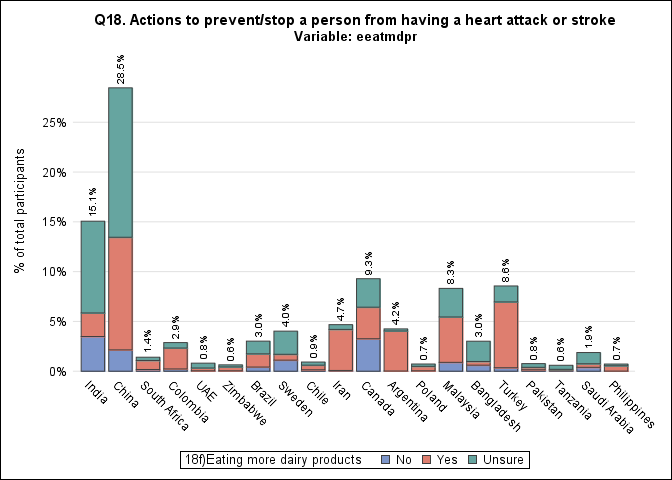 Q18. Actions to prevent/stop a person from having a heart attack or stroke
Variable: eeatmdpr
% of total participants
25%
20%
15%
10%
5%
0%
15.1%
28.5%
1.4%
2.9%
0.8%
0.6%
3.0%
4.0%
0.9%
4.7%
9.3%
4.2%
0.7%
8.3%
3.0%
8.6%
0.8%
0.6%
1.9%
0.7%
India
China
South Africa
Colombia
UAE
Zimbabwe
Brazil
Sweden
Chile
Iran
Canada
Argentina
Poland
Malaysia
Bangladesh
Turkey
Pakistan
Tanzania
Saudi Arabia
Philippines
18f)Eating more dairy products No Yes Unsure